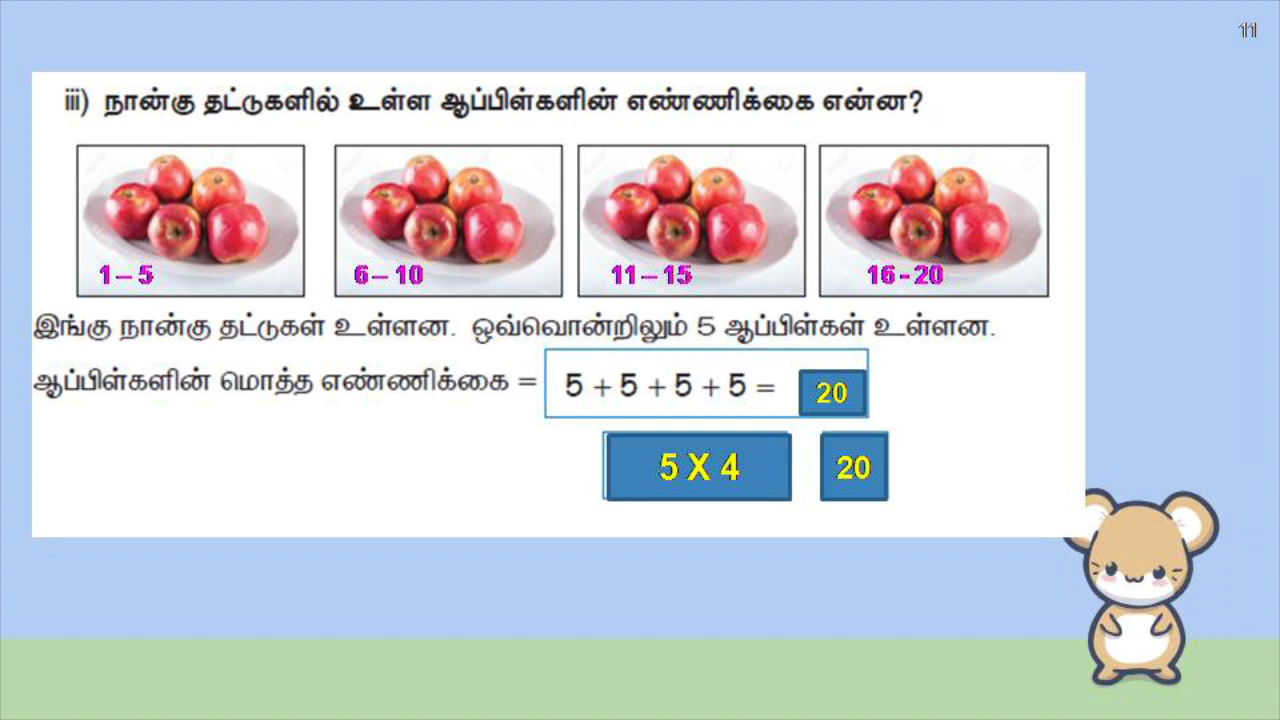 11
iii) நான்கு தட்டுகளில் உள்ள ஆப்பிள்களின் எண்ணிக்கை என்ன?
1 – 5 6 – 10 11 – 15 16 - 20
இங்கு நான்கு தட்டுகள் உள்ளன. ஒவ்வொன்றிலும் 5 ஆப்பிள்கள் உள்ளன.
ஆப்பிள்களின் மொத்த எண்ணிக்கை = 5 + 5 + 5 + 5 = 20
5 X 4 20